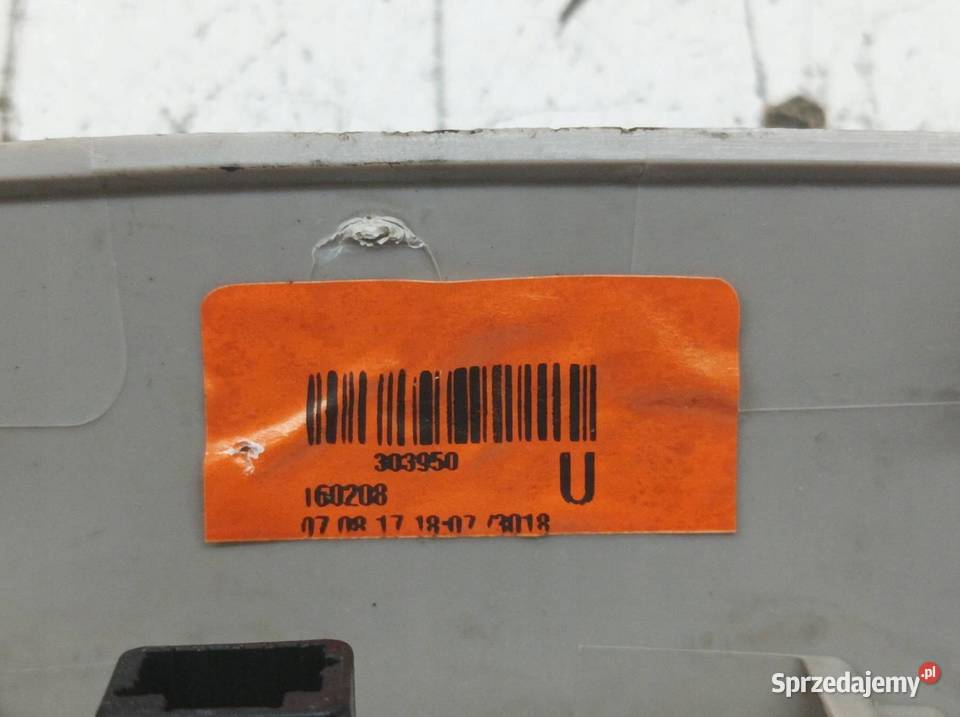 303950
U
160208
07.08.17 18:07 /3018
Sprzedajemy.pl